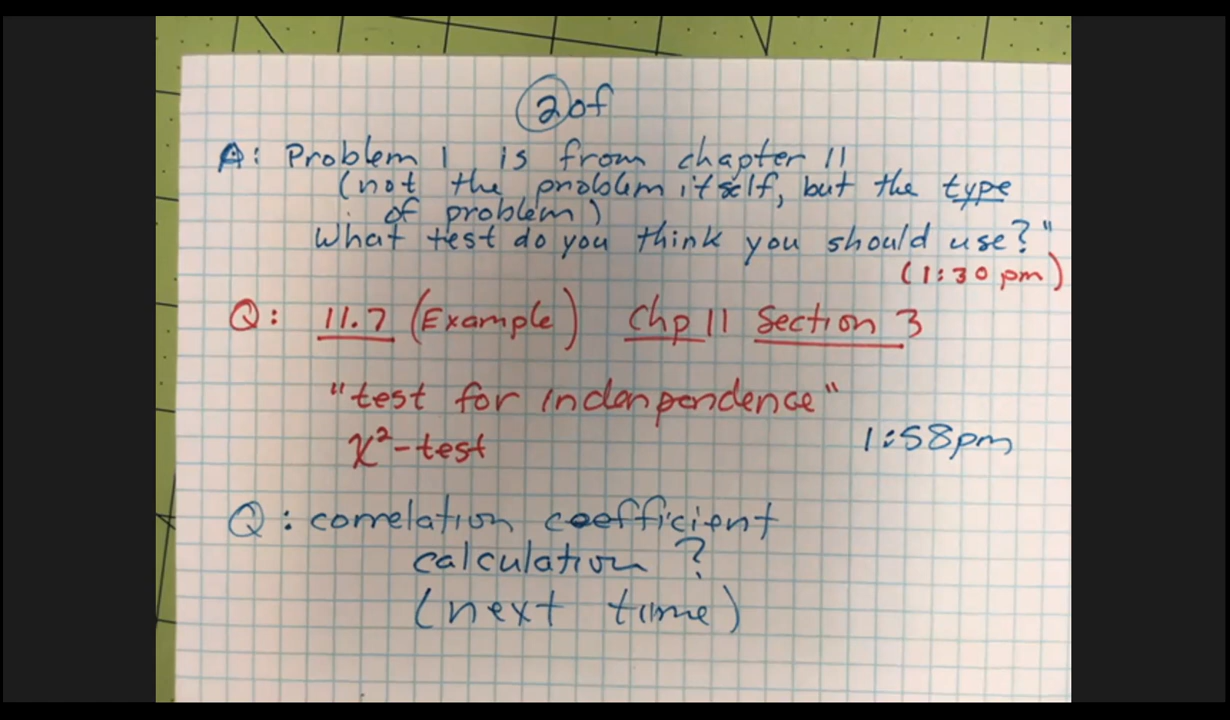 2 of
A: Problem 1 is from chapter 11
(not the problem itself, but the type
of problem)
What test do you think you should use?"
(1:30 pm)
Q: 11.7 (Example) Chp 11 Section 3
"test for indenpendence"
χ²-test
1:58pm
Q: correlation coefficient
calculation?
(next time)